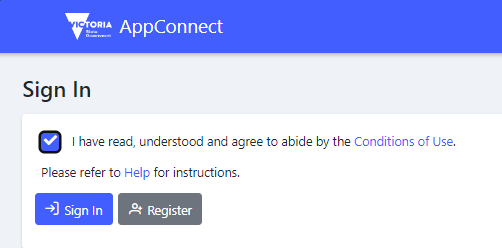 VICTORIA
State
Government
AppConnect
Sign In
I have read, understood and agree to abide by the Conditions of Use.
Please refer to Help for instructions.
Sign In
Register